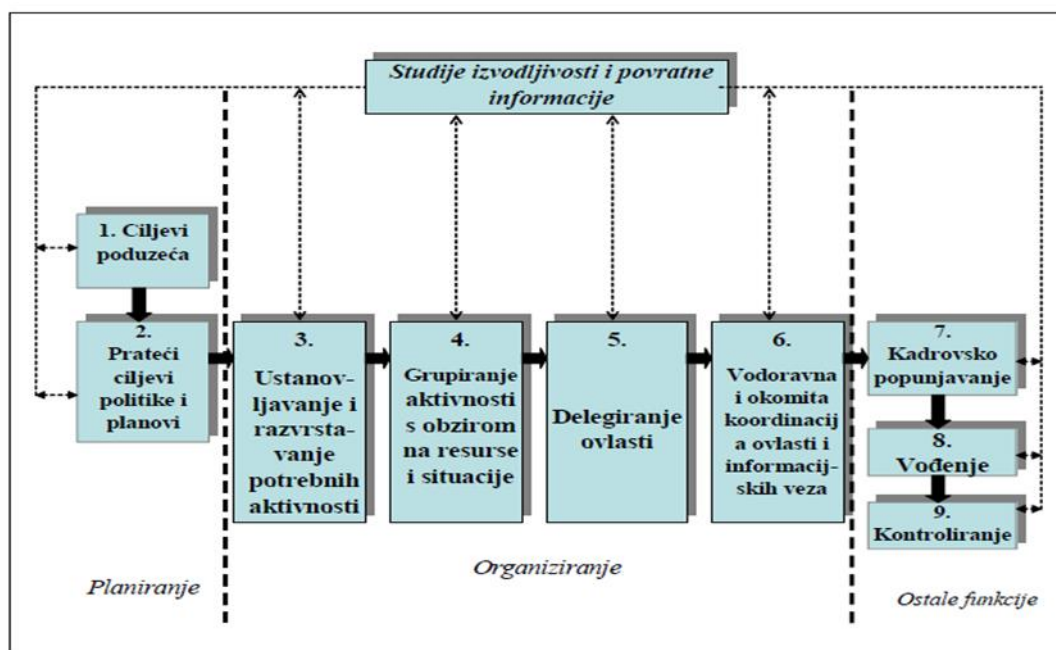 Studije izvodljivosti i povratne
informacije
1. Ciljevi
poduzeća
2.
Prateći
ciljevi
politike i
planovi
3.
Ustanov-
ljavanje i
razvrsta-
vanje
potrebnih
aktivnosti
4.
Grupiranje
aktivnosti
s obzirom
na resurse
i situacije
5.
Delegiranje
ovlasti
6.
Vodoravna
i okomita
koordinacij
a ovlasti i
informacij-
skih veza
7.
Kadrovsko
popunjavanje
8.
Vođenje
9.
Kontroliranje
Planiranje
Organiziranje
Ostale funkcije